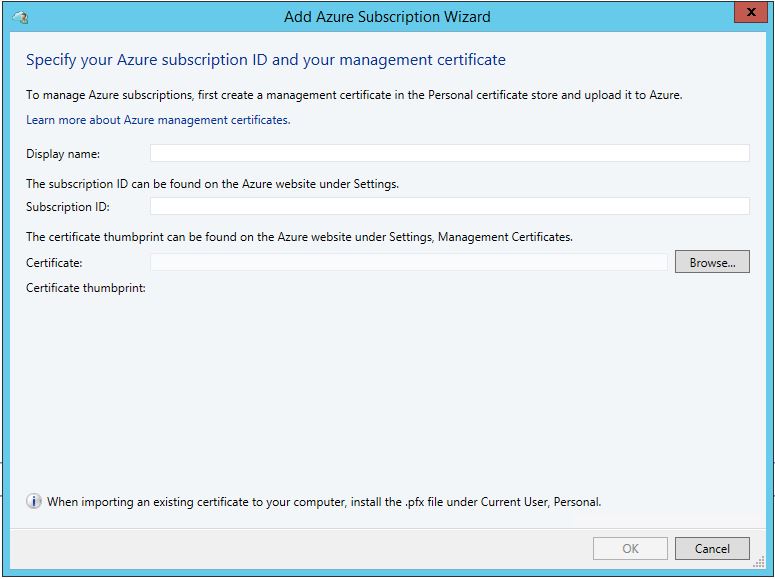 Add Azure Subscription Wizard
x
Specify your Azure subscription ID and your management certificate
To manage Azure subscriptions, first create a management certificate in the Personal certificate store and upload it to Azure.
Learn more about Azure management certificates.
Display name:
The subscription ID can be found on the Azure website under Settings.
Subscription ID:
The certificate thumbprint can be found on the Azure website under Settings, Management Certificates.
Certificate: Browse...
Certificate thumbprint:
i When importing an existing certificate to your computer, install the .pfx file under Current User, Personal.
OK Cancel